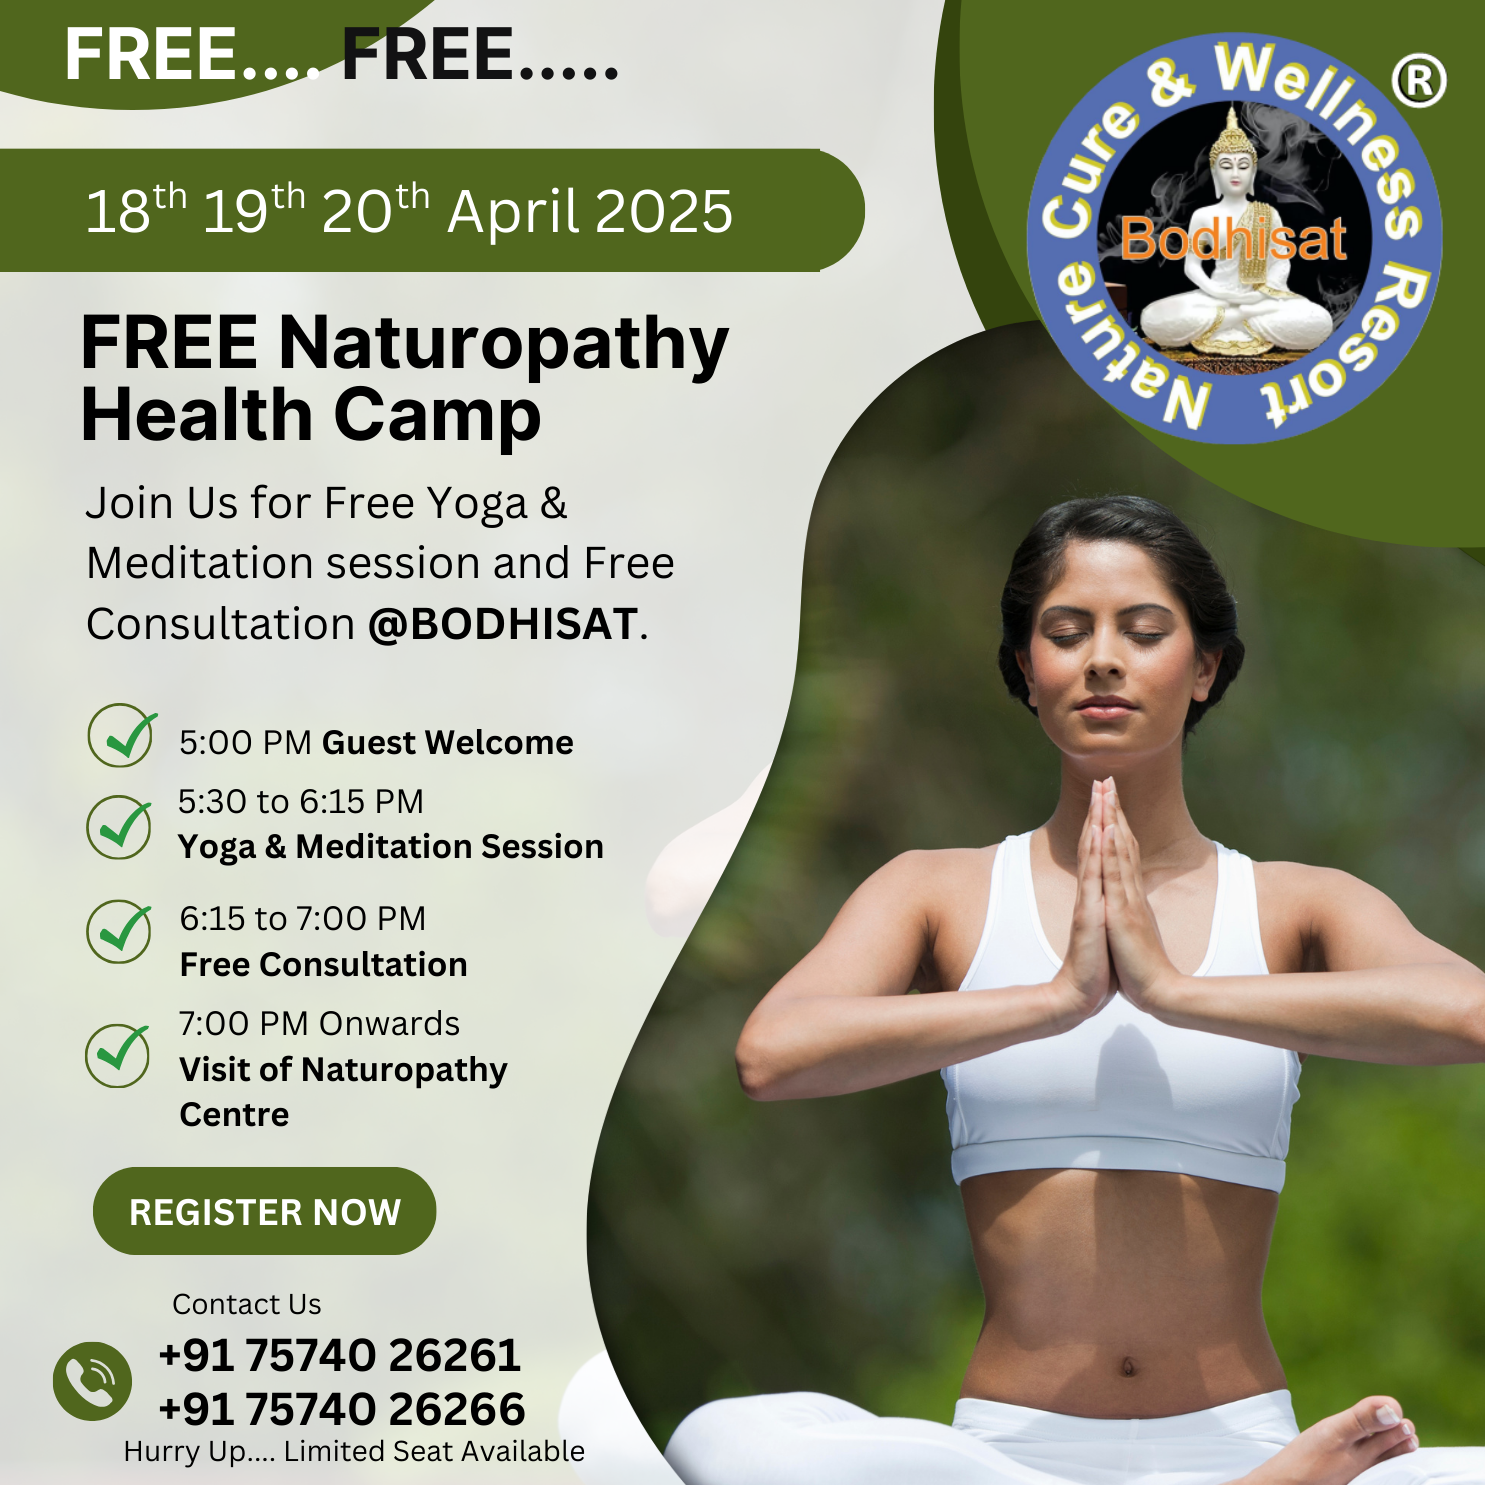 FREE.... FREE.....
18th 19th 20th April 2025
Nature Cure & Wellness Resort
®
Bodhisat
FREE Naturopathy
Health Camp
Join Us for Free Yoga &
Meditation session and Free
Consultation @BODHISAT.
5:00 PM Guest Welcome
5:30 to 6:15 PM
Yoga & Meditation Session
6:15 to 7:00 PM
Free Consultation
7:00 PM Onwards
Visit of Naturopathy
Centre
REGISTER NOW
Contact Us
+91 75740 26261
+91 75740 26266
Hurry Up.... Limited Seat Available